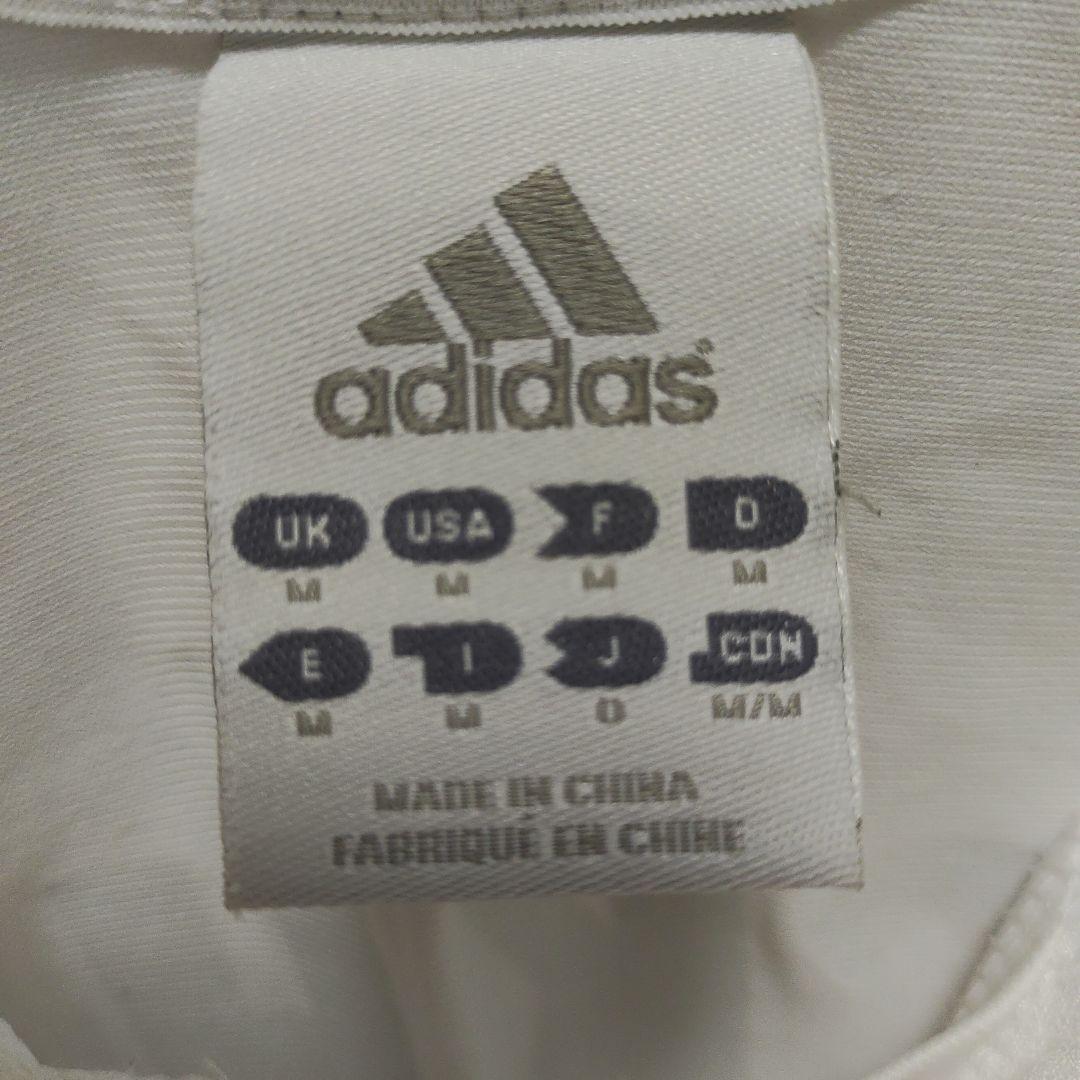 adidas
UK USA F D
M M M M
E I J CDN
M M O M/M
MADE IN CHINA
FABRIQUÉ EN CHINE